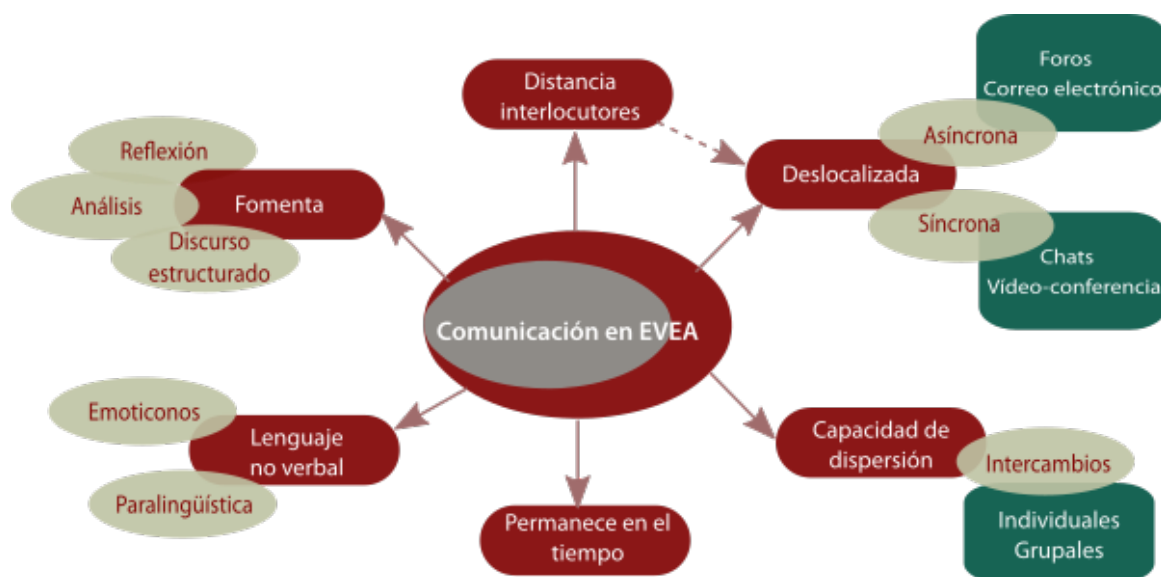 Foros
Correo electrónico
Distancia
interlocutores
Asíncrona
Reflexión
Deslocalizada
Análisis
Fomenta
Síncrona
Discurso
estructurado
Chats
Vídeo-conferencia
Comunicación en EVEA
Emoticonos
Lenguaje
no verbal
Capacidad de
dispersión
Intercambios
Paralingüística
Permanece en el
tiempo
Individuales
Grupales